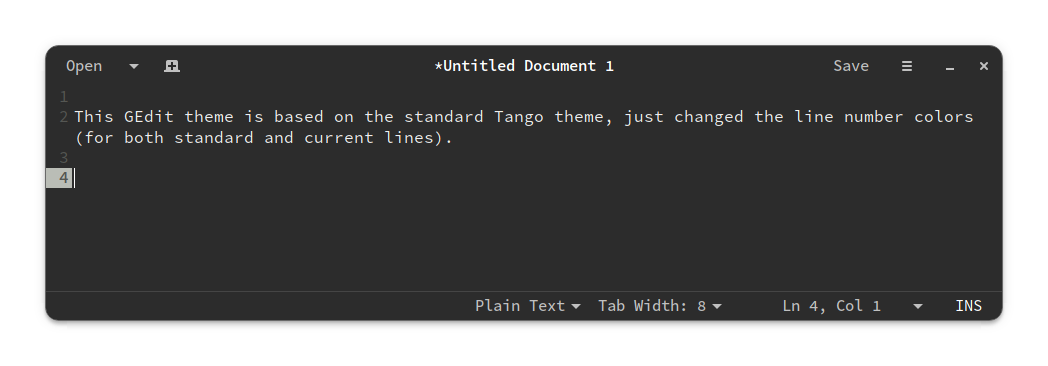 Open *Untitled Document 1 Save
1
2 This GEdit theme is based on the standard Tango theme, just changed the line number colors
(for both standard and current lines).
3
4
Plain Text Tab Width: 8 Ln 4, Col 1 INS